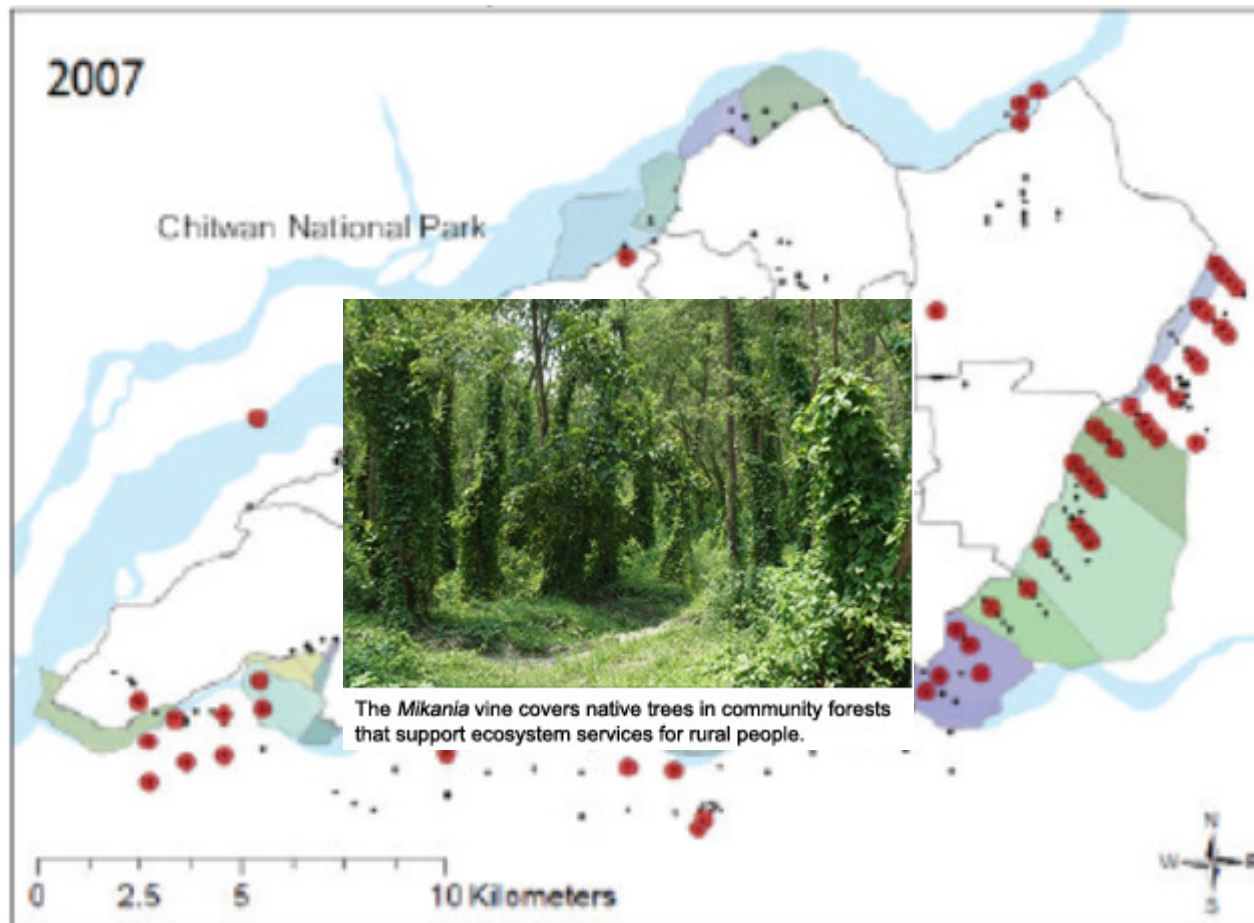 2007
Chitwan National Park
The Mikania vine covers native trees in community forests
that support ecosystem services for rural people.
N
W E
S
0 2.5 5 10 Kilometers